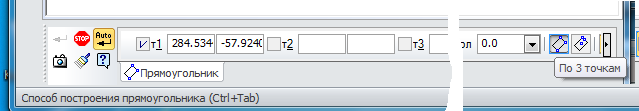 STOP Auto т1 284.534 -57.9240 т2 т3 ол 0.0
Прямоугольник
По 3 точкам
Способ построения прямоугольника (Ctrl+Tab)